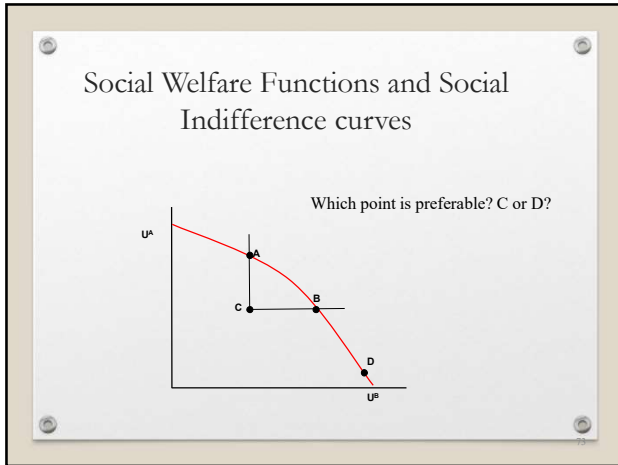 Social Welfare Functions and Social
Indifference curves
Which point is preferable? C or D?
Uᴬ
A
C
B
D
Uᴮ
73